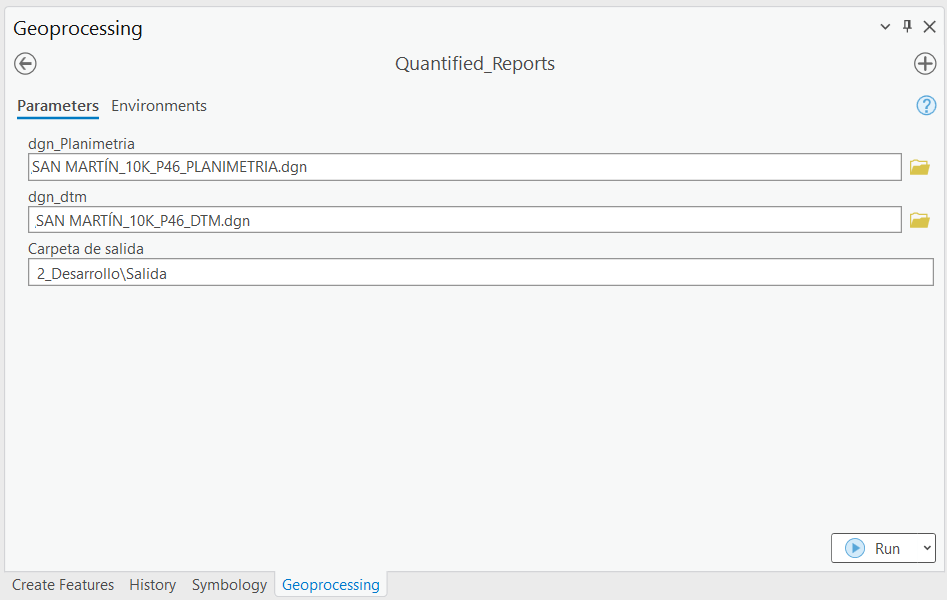 Geoprocessing
Quantified_Reports
Parameters Environments
?
dgn_Planimetria
SAN MARTÍN_10K_P46_PLANIMETRIA.dgn
dgn_dtm
SAN MARTÍN_10K_P46_DTM.dgn
Carpeta de salida
2_Desarrollo\Salida
Run
Create Features History Symbology Geoprocessing